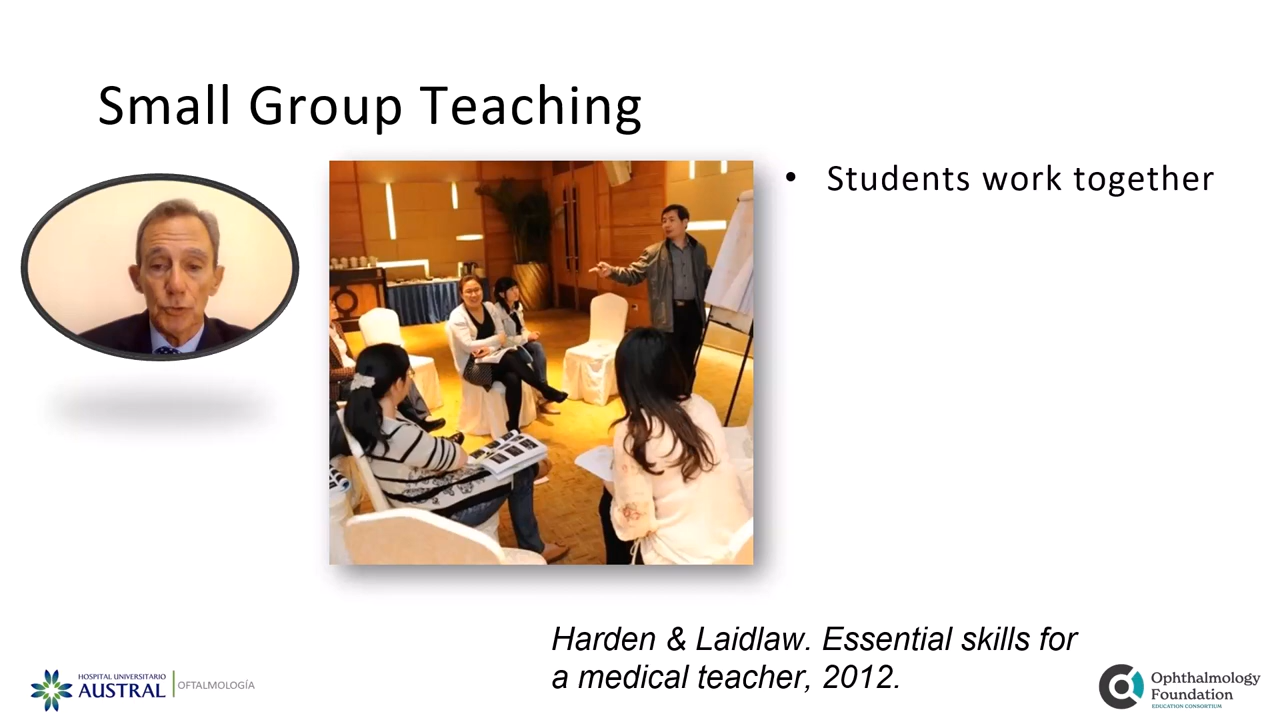 Small Group Teaching
• Students work together
Harden & Laidlaw. Essential skills for
a medical teacher, 2012.
HOSPITAL UNIVERSITARIO
AUSTRAL
OFTALMOLOGÍA
Ophthalmology
Foundation
EDUCATION CONSORTIUM